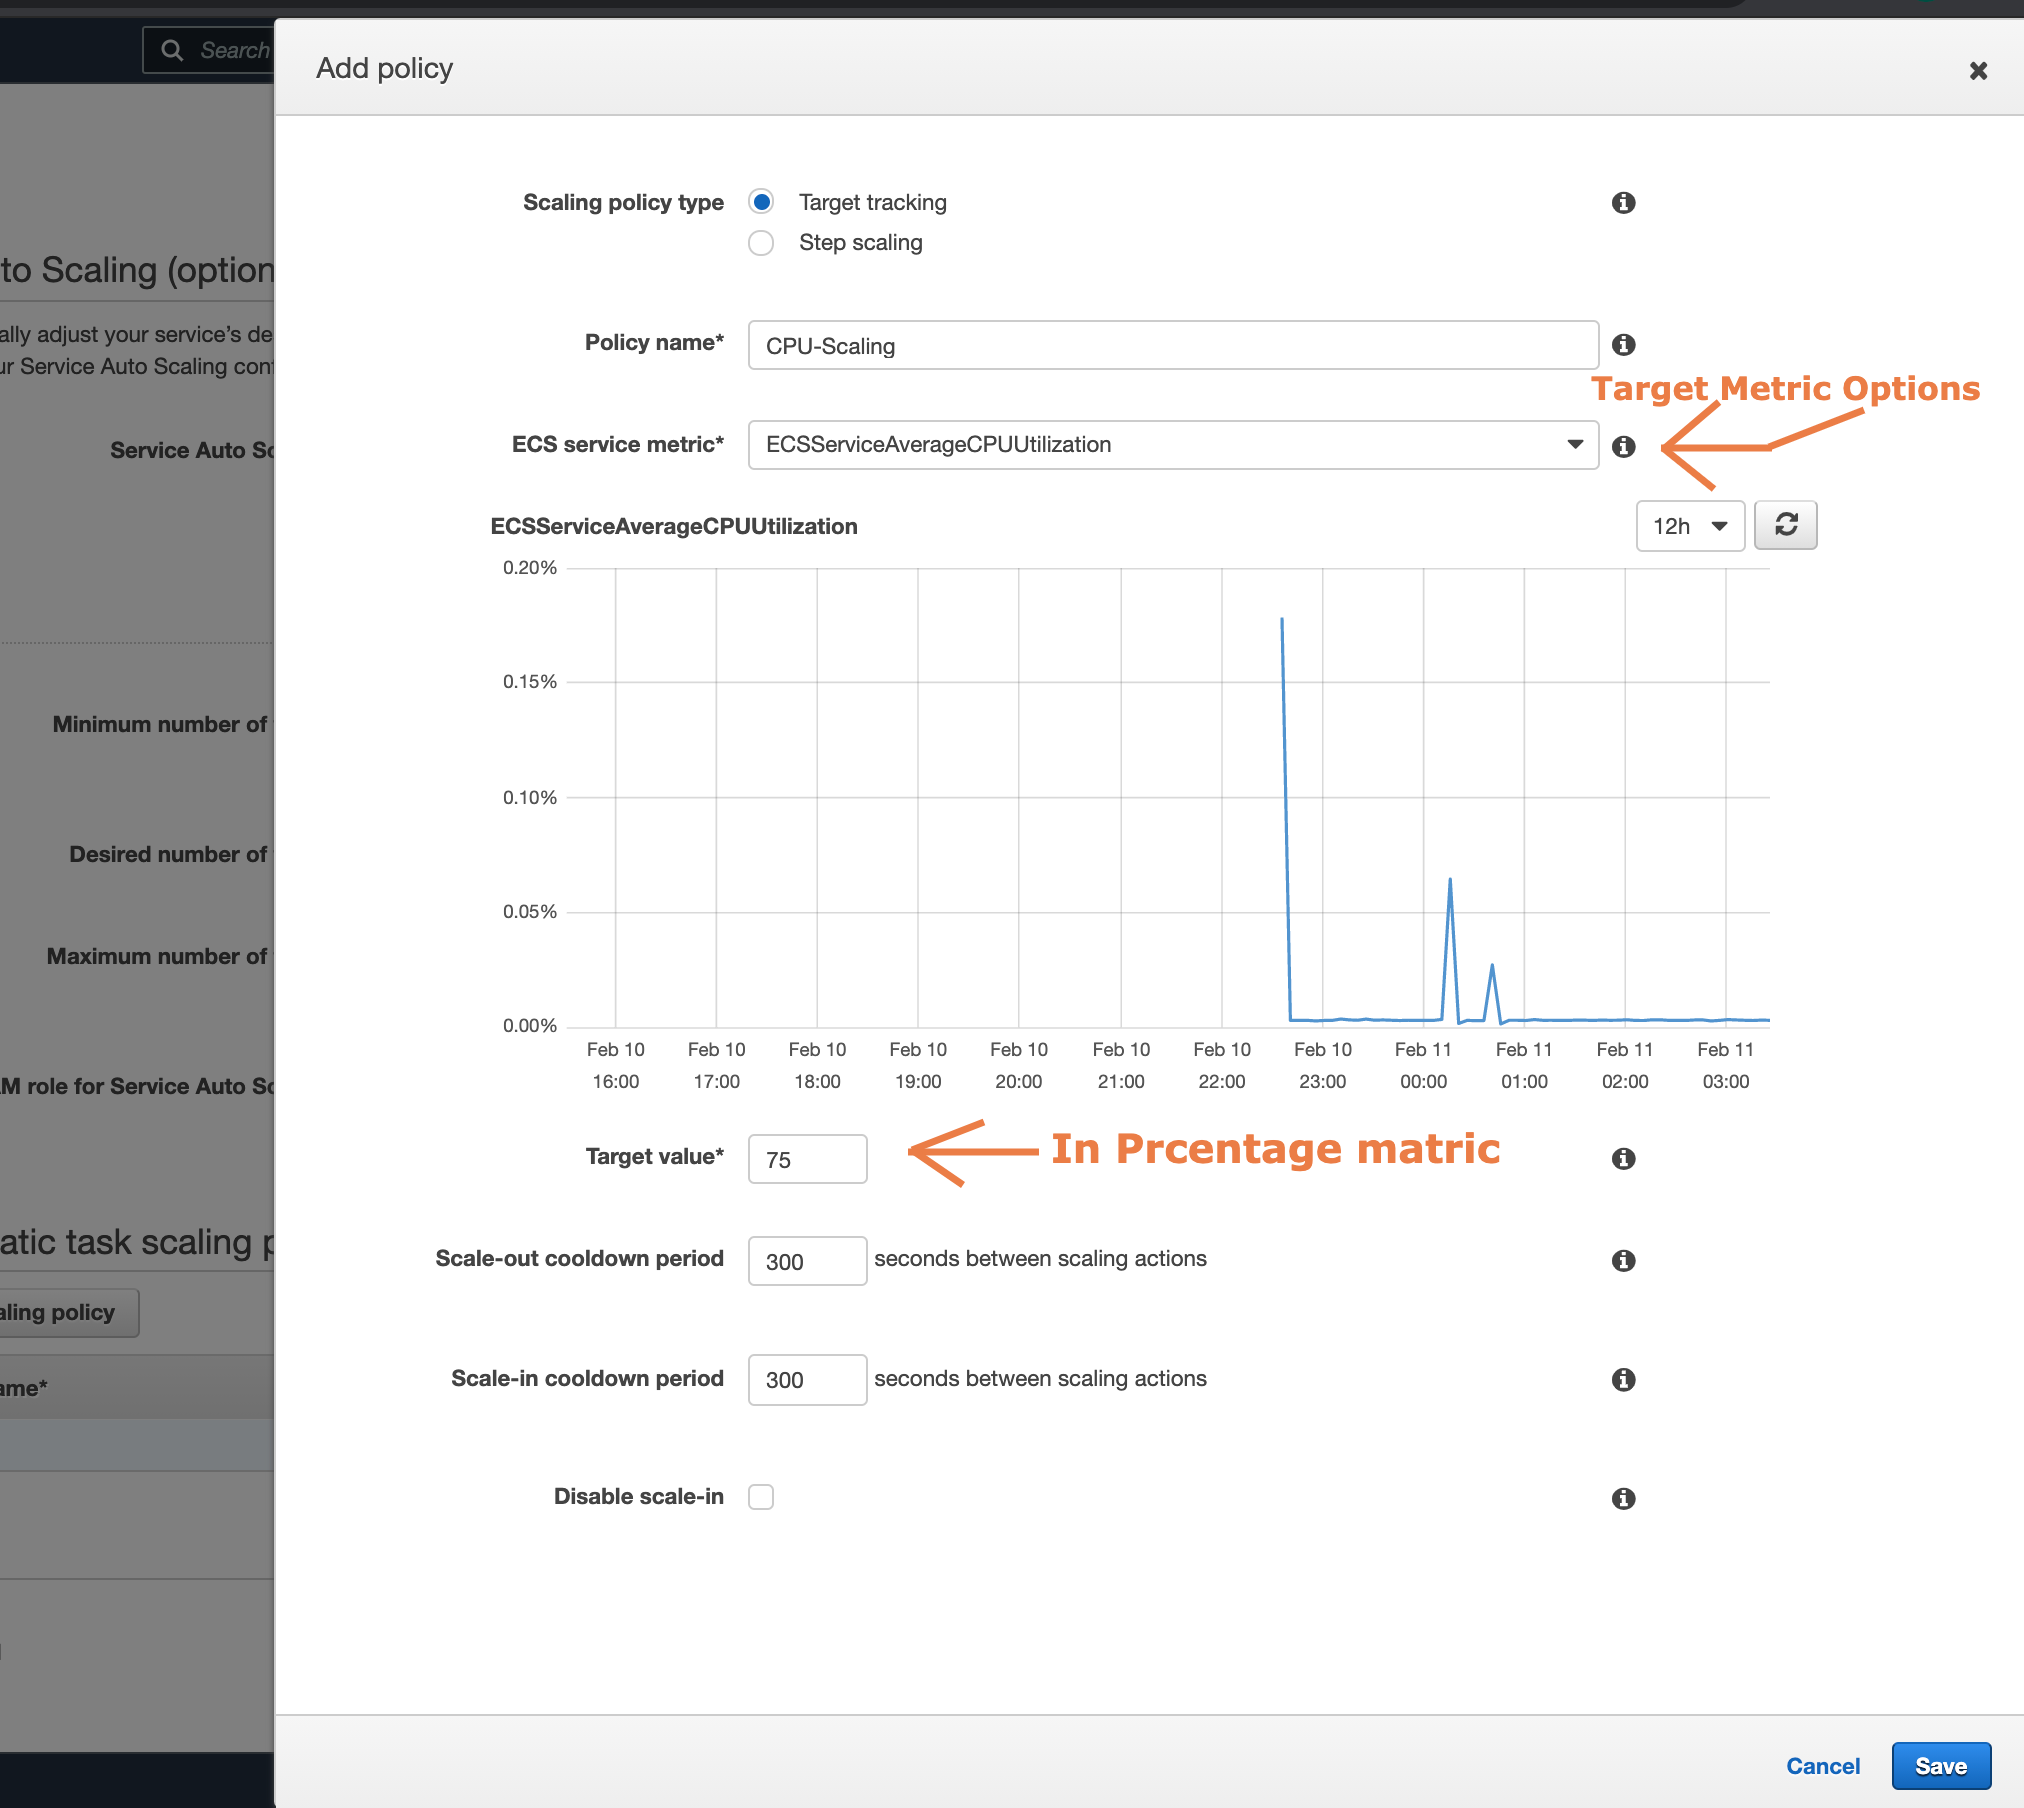 Search
Add policy
to Scaling (option
ally adjust your service's de
ur Service Auto Scaling con
Service Auto Sc
Minimum number of
Desired number of
Maximum number of
M role for Service Auto Sc
atic task scaling p
aling policy
ame*
Scaling policy type
Target tracking
Step scaling
Policy name*
CPU-Scaling
Target Metric Options
ECS service metric*
ECSServiceAverageCPUUtilization
ECSServiceAverageCPUUtilization
12h
0.20%
0.15%
0.10%
0.05%
0.00%
Feb 10 Feb 10 Feb 10 Feb 10 Feb 10 Feb 10 Feb 10 Feb 10 Feb 11 Feb 11 Feb 11 Feb 11
16:00 17:00 18:00 19:00 20:00 21:00 22:00 23:00 00:00 01:00 02:00 03:00
Target value*
75
In Prcentage matric
Scale-out cooldown period
300
seconds between scaling actions
Scale-in cooldown period
300
seconds between scaling actions
Disable scale-in
Cancel
Save